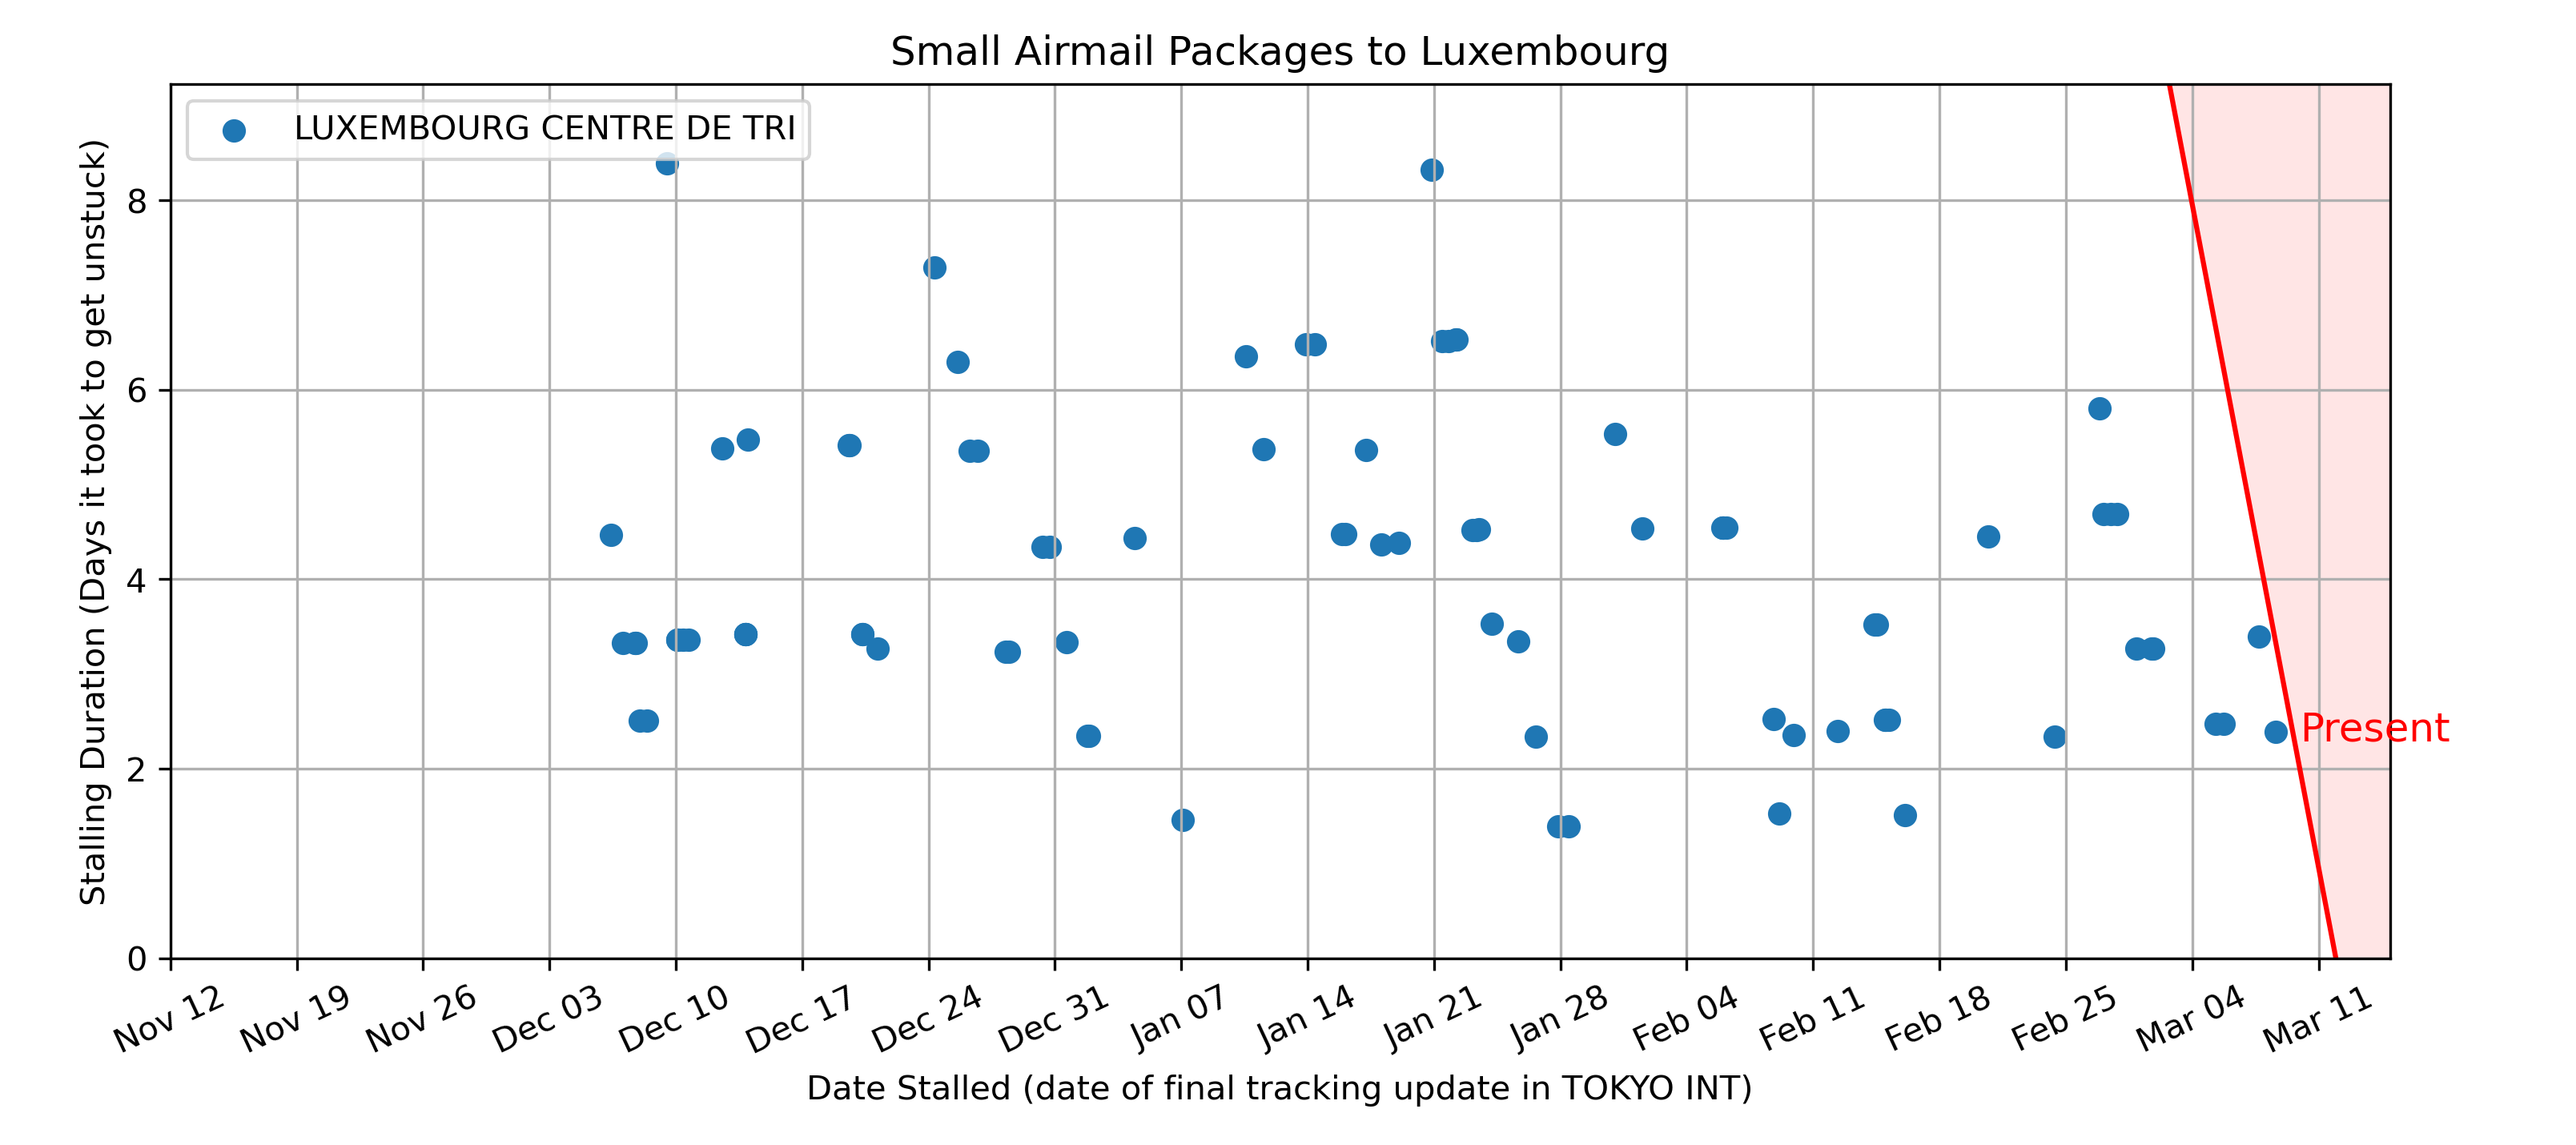 Small Airmail Packages to Luxembourg
LUXEMBOURG CENTRE DE TRI
Stalling Duration (Days it took to get unstuck)
8
6
4
2
0
Present
Nov 12
Nov 19
Nov 26
Dec 03
Dec 10
Dec 17
Dec 24
Dec 31
Jan 07
Jan 14
Jan 21
Jan 28
Feb 04
Feb 11
Feb 18
Feb 25
Mar 04
Mar 11
Date Stalled (date of final tracking update in TOKYO INT)